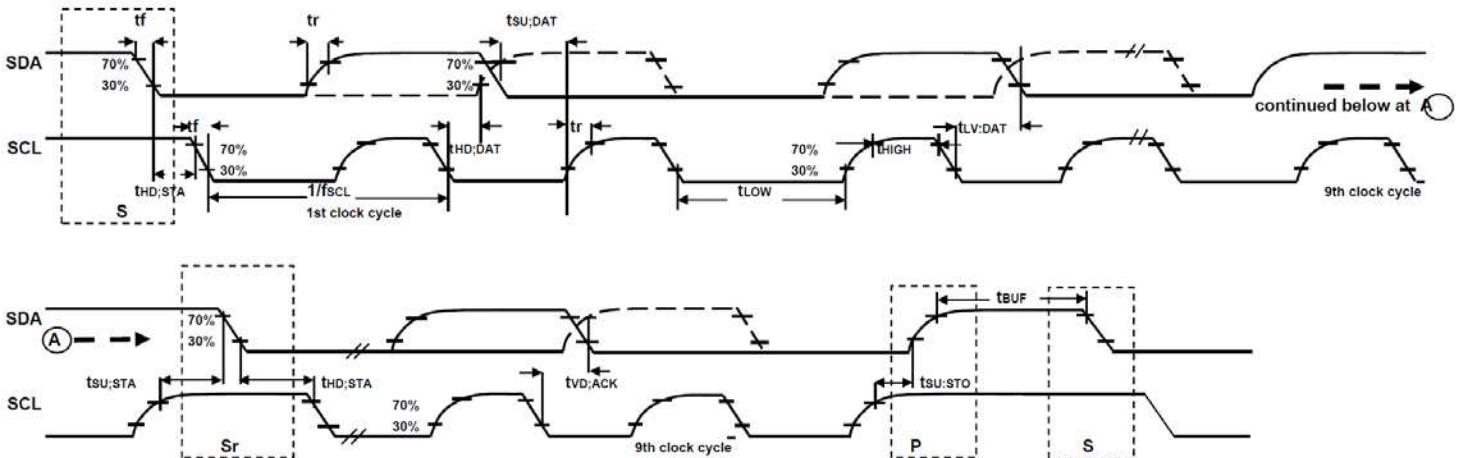 tf tr tSU;DAT
SDA 70% 70%
30% 30%
continued below at A
tf tr tLV:DAT
SCL 70% tHD;DAT 70% tHIGH
30% 30%
tHD;STA 1/fSCL tLOW
S 1st clock cycle 9th clock cycle
tBUF
SDA 70%
A 30%
tSU;STA tHD;STA tVD;ACK tSU:STO
SCL 70%
30%
Sr 9th clock cycle P S